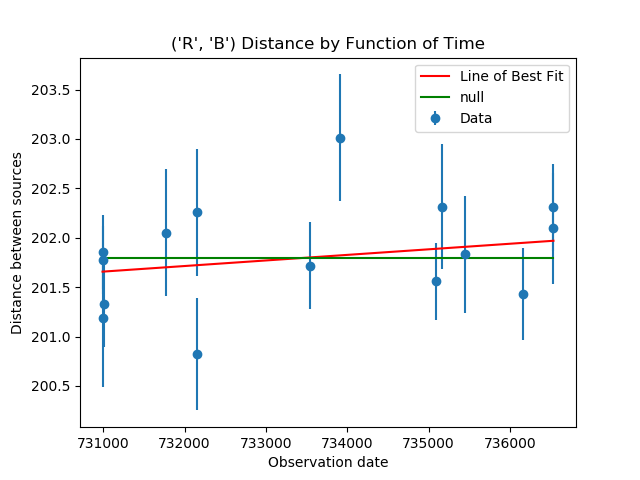 ('R', 'B') Distance by Function of Time
Distance between sources
203.5
203.0
202.5
202.0
201.5
201.0
200.5
Line of Best Fit
null
Data
731000 732000 733000 734000 735000 736000
Observation date